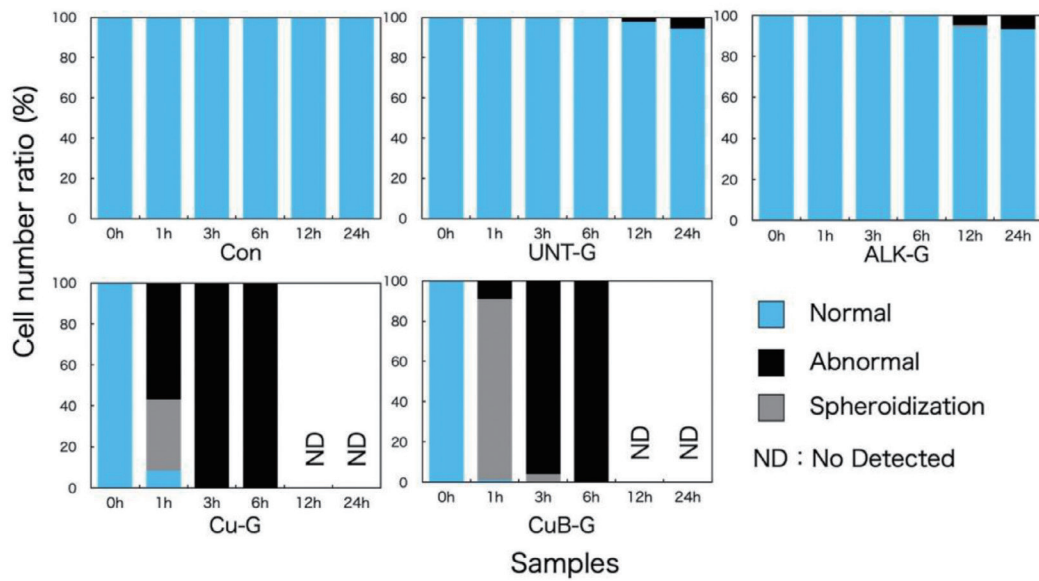 Cell number ratio (%)
100
80
60
40
20
0
0h 1h 3h 6h 12h 24h
Con
100
80
60
40
20
0
0h 1h 3h 6h 12h 24h
UNT-G
100
80
60
40
20
0
0h 1h 3h 6h 12h 24h
ALK-G
100
80
60
40
20
0
ND ND
0h 1h 3h 6h 12h 24h
Cu-G
100
80
60
40
20
0
ND ND
0h 1h 3h 6h 12h 24h
CuB-G
Normal
Abnormal
Spheroidization
ND : No Detected
Samples